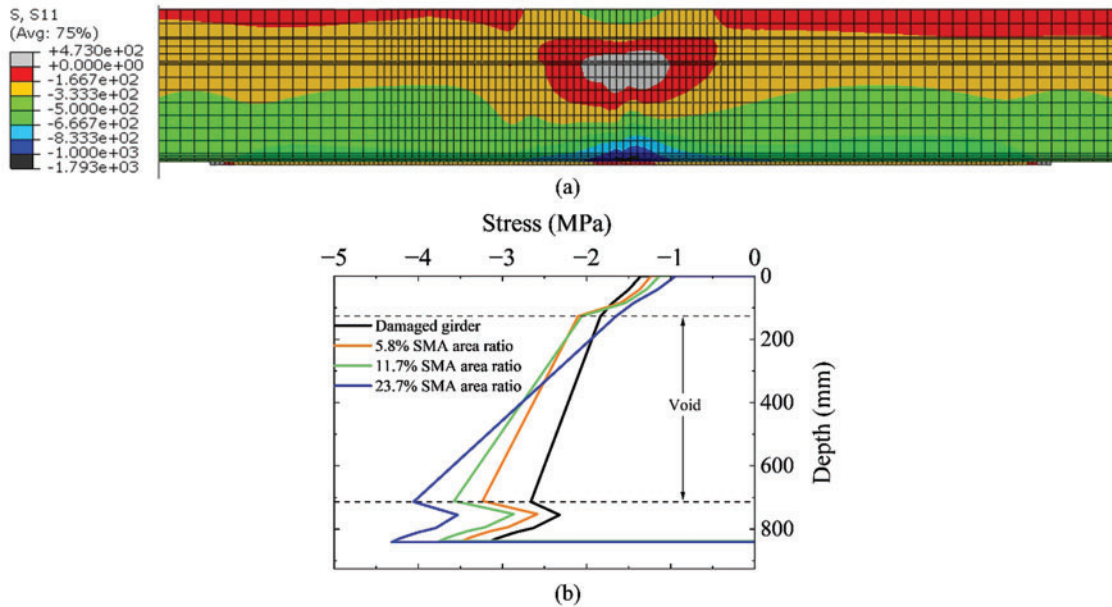 S, S11
(Avg: 75%)
+4.730e+02
+0.000e+00
-1.667e+02
-3.333e+02
-5.000e+02
-6.667e+02
-8.333e+02
-1.000e+03
-1.793e+03
(a)
Stress (MPa)
−5 −4 −3 −2 −1 0
0
200
400
600
800
Depth (mm)
Damaged girder
5.8% SMA area ratio
11.7% SMA area ratio
23.7% SMA area ratio
Void
(b)